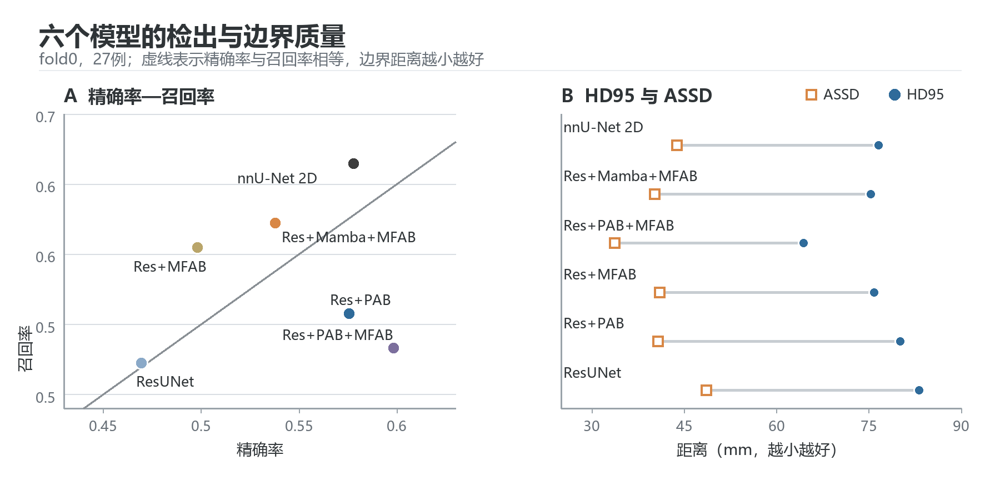 六个模型的检出与边界质量
fold0，27例；虚线表示精确率与召回率相等，边界距离越小越好
A 精确率—召回率
0.7
0.6
0.6
0.5
0.5
召回率
nnU-Net 2D
Res+Mamba+MFAB
Res+MFAB
Res+PAB
Res+PAB+MFAB
ResUNet
0.45 0.5 0.55 0.6
精确率
B HD95 与 ASSD
ASSD HD95
nnU-Net 2D
Res+Mamba+MFAB
Res+PAB+MFAB
Res+MFAB
Res+PAB
ResUNet
30 45 60 75 90
距离（mm，越小越好）